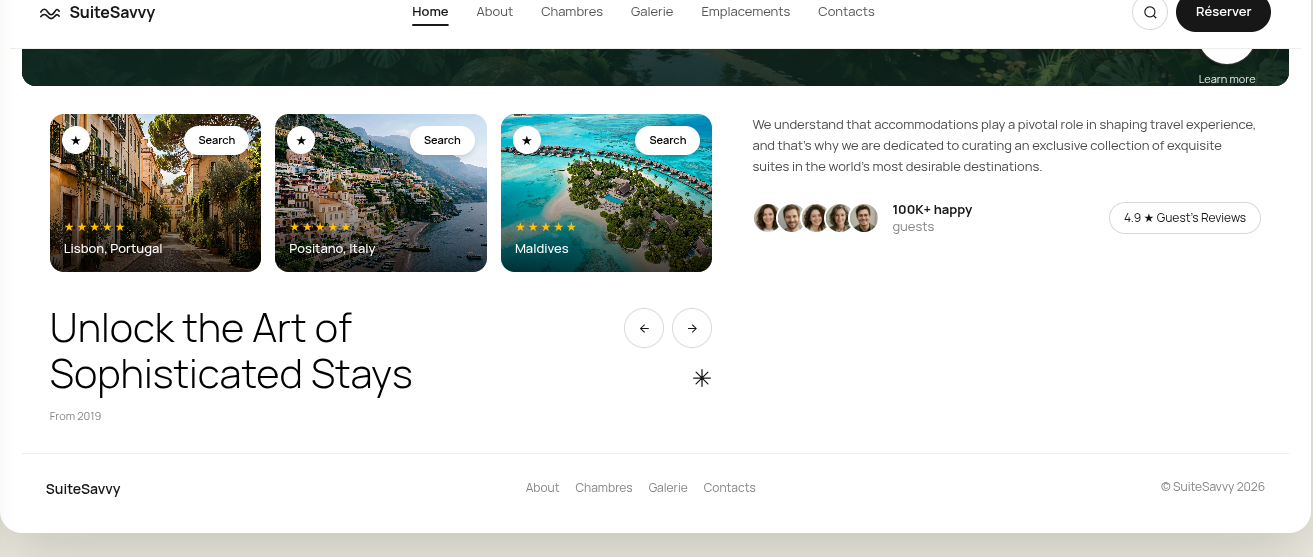 SuiteSavvy
Home About Chambres Galerie Emplacements Contacts
Réserver
Learn more
Search
Search
Search
★★★★★
Lisbon, Portugal
★★★★★
Positano, Italy
★★★★★
Maldives
We understand that accommodations play a pivotal role in shaping travel experience,
and that's why we are dedicated to curating an exclusive collection of exquisite
suites in the world's most desirable destinations.
100K+ happy
guests
4.9 ★ Guest's Reviews
Unlock the Art of
Sophisticated Stays
From 2019
SuiteSavvy
About Chambres Galerie Contacts
© SuiteSavvy 2026